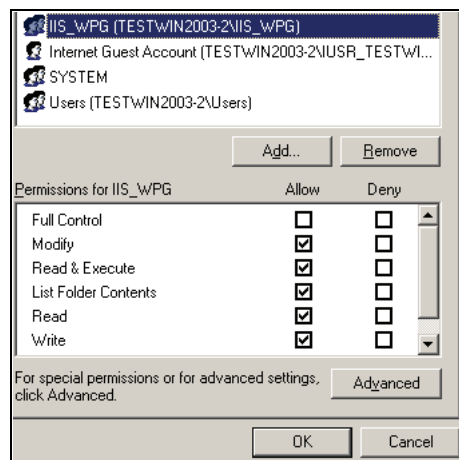 IIS_WPG (TESTWIN2003-2\IIS_WPG)
Internet Guest Account (TESTWIN2003-2\IUSR_TESTWI...
SYSTEM
Users (TESTWIN2003-2\Users)
Add... Remove
Permissions for IIS_WPG Allow Deny
Full Control
Modify
Read & Execute
List Folder Contents
Read
Write
For special permissions or for advanced settings, click Advanced.
Advanced
OK Cancel